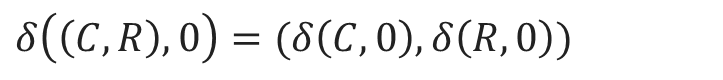 δ((C, R), 0) = (δ(C, 0), δ(R, 0))